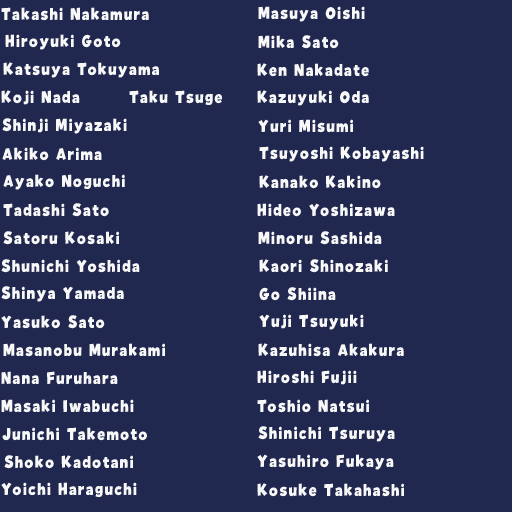 Takashi Nakamura
Hiroyuki Goto
Katsuya Tokuyama
Koji Nada
Taku Tsuge
Shinji Miyazaki
Akiko Arima
Ayako Noguchi
Tadashi Sato
Satoru Kosaki
Shunichi Yoshida
Shinya Yamada
Yasuko Sato
Masanobu Murakami
Nana Furuhara
Masaki Iwabuchi
Junichi Takemoto
Shoko Kadotani
Yoichi Haraguchi
Masuya Oishi
Mika Sato
Ken Nakadate
Kazuyuki Oda
Yuri Misumi
Tsuyoshi Kobayashi
Kanako Kakino
Hideo Yoshizawa
Minoru Sashida
Kaori Shinozaki
Go Shiina
Yuji Tsuyuki
Kazuhisa Akakura
Hiroshi Fujii
Toshio Natsui
Shinichi Tsuruya
Yasuhiro Fukaya
Kosuke Takahashi